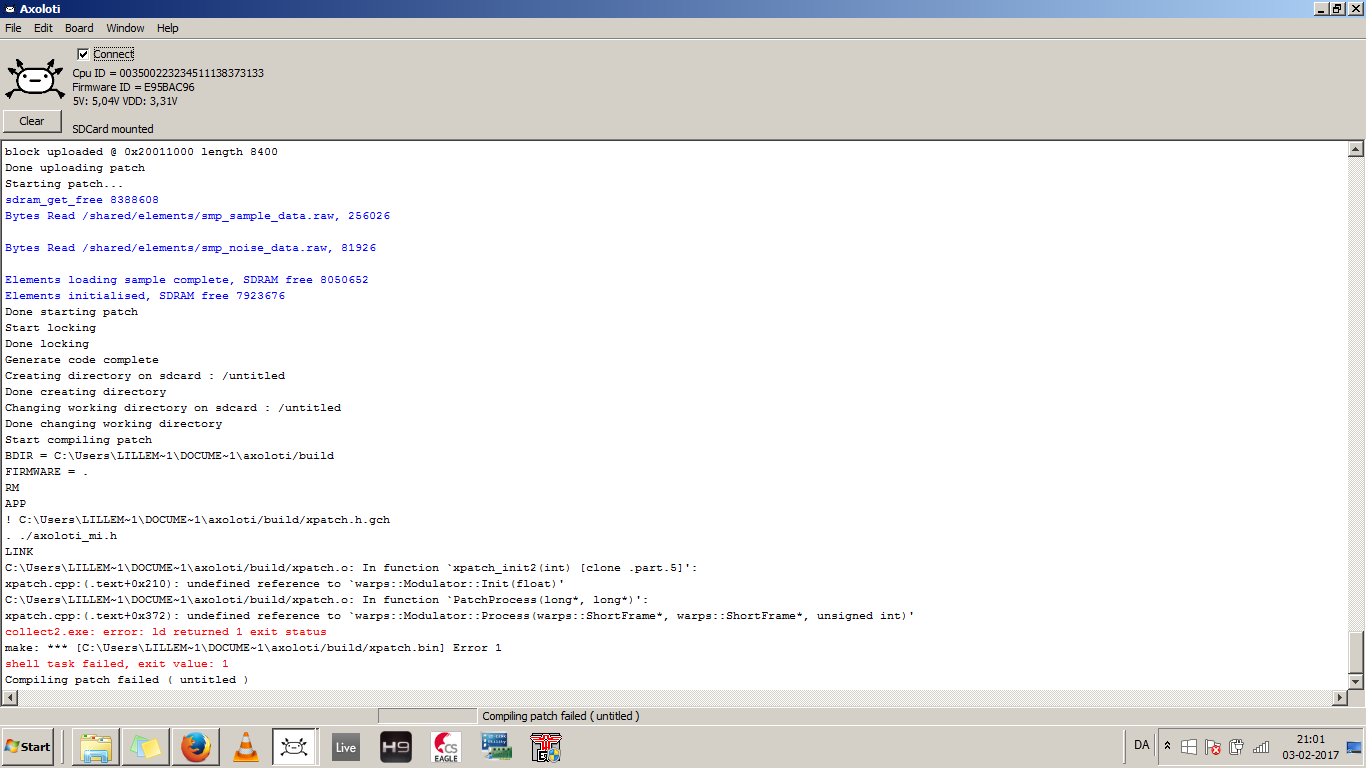 Axoloti
File Edit Board Window Help
Connect
Cpu ID = 003500223234511138373133
Firmware ID = E95BAC96
5V: 5,04V VDD: 3,31V
Clear
SDCard mounted
block uploaded @ 0x20011000 length 8400
Done uploading patch
Starting patch...
sdram_get_free 8388608
Bytes Read /shared/elements/smp_sample_data.raw, 256026
Bytes Read /shared/elements/smp_noise_data.raw, 81926
Elements loading sample complete, SDRAM free 8050652
Elements initialised, SDRAM free 7923676
Done starting patch
Start locking
Done locking
Generate code complete
Creating directory on sdcard : /untitled
Done creating directory
Changing working directory on sdcard : /untitled
Done changing working directory
Start compiling patch
BDIR = C:\Users\LILLEM~1\DOCUME~1\axoloti/build
FIRMWARE = .
RM
APP
! C:\Users\LILLEM~1\DOCUME~1\axoloti/build/xpatch.h.gch
. ./axoloti_mi.h
LINK
C:\Users\LILLEM~1\DOCUME~1\axoloti/build/xpatch.o: In function `xpatch_init2(int) [clone .part.5]':
xpatch.cpp:(.text+0x210): undefined reference to `warps::Modulator::Init(float)'
C:\Users\LILLEM~1\DOCUME~1\axoloti/build/xpatch.o: In function `PatchProcess(long*, long*)':
xpatch.cpp:(.text+0x372): undefined reference to `warps::Modulator::Process(warps::ShortFrame*, warps::ShortFrame*, unsigned int)'
collect2.exe: error: ld returned 1 exit status
make: *** [C:\Users\LILLEM~1\DOCUME~1\axoloti/build/xpatch.bin] Error 1
shell task failed, exit value: 1
Compiling patch failed ( untitled )
Compiling patch failed ( untitled )
Start
Live
H9
CS
EAGLE
DA
21:01
03-02-2017